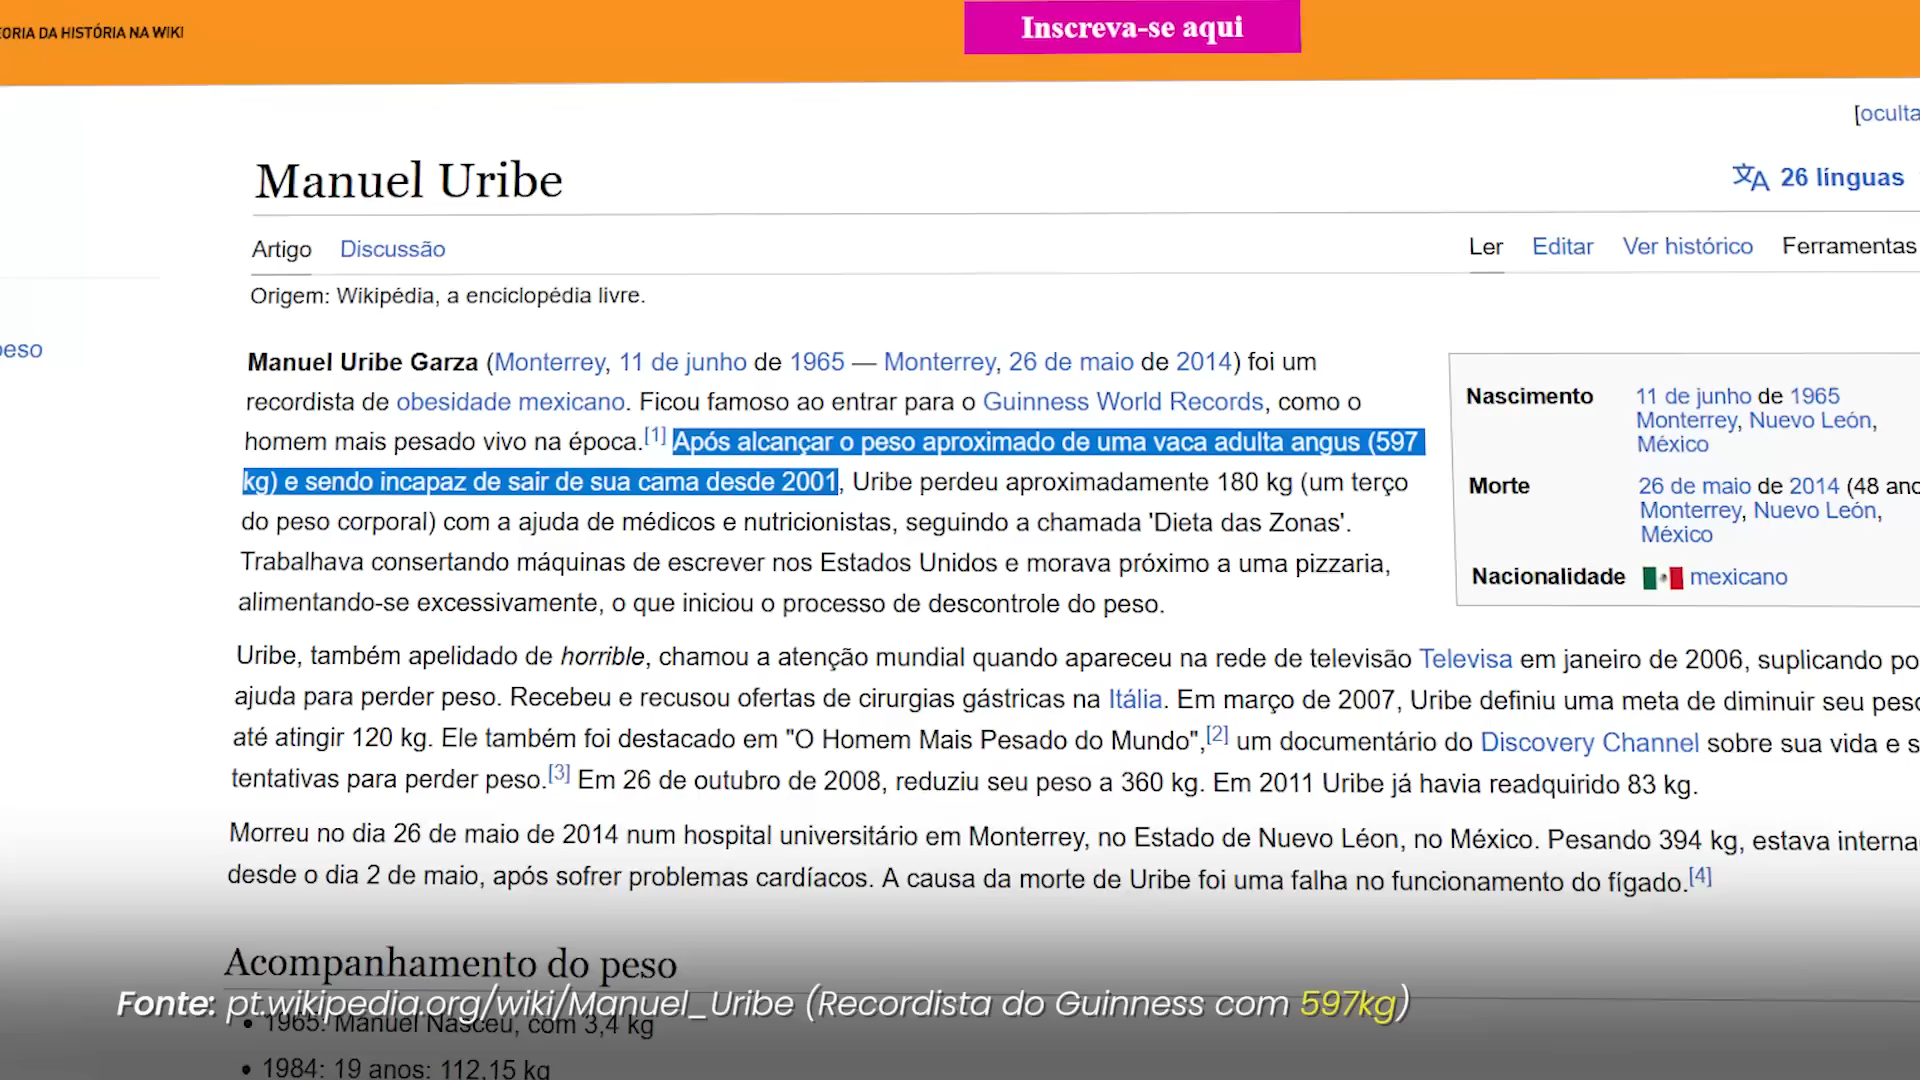 EORIA DA HISTÓRIA NA WIKI
Inscreva-se aqui
[oculta
Manuel Uribe
26 línguas
Artigo Discussão
Ler Editar Ver histórico Ferramentas
Origem: Wikipédia, a enciclopédia livre.
peso
Manuel Uribe Garza (Monterrey, 11 de junho de 1965 — Monterrey, 26 de maio de 2014) foi um
recordista de obesidade mexicano. Ficou famoso ao entrar para o Guinness World Records, como o
homem mais pesado vivo na época.[1] Após alcançar o peso aproximado de uma vaca adulta angus (597
kg) e sendo incapaz de sair de sua cama desde 2001, Uribe perdeu aproximadamente 180 kg (um terço
do peso corporal) com a ajuda de médicos e nutricionistas, seguindo a chamada 'Dieta das Zonas'.
Trabalhava consertando máquinas de escrever nos Estados Unidos e morava próximo a uma pizzaria,
alimentando-se excessivamente, o que iniciou o processo de descontrole do peso.
Nascimento 11 de junho de 1965
Monterrey, Nuevo León,
México
Morte 26 de maio de 2014 (48 ano
Monterrey, Nuevo León,
México
Nacionalidade mexicano
Uribe, também apelidado de horrible, chamou a atenção mundial quando apareceu na rede de televisão Televisa em janeiro de 2006, suplicando po
ajuda para perder peso. Recebeu e recusou ofertas de cirurgias gástricas na Itália. Em março de 2007, Uribe definiu uma meta de diminuir seu peso
até atingir 120 kg. Ele também foi destacado em "O Homem Mais Pesado do Mundo",[2] um documentário do Discovery Channel sobre sua vida e s
tentativas para perder peso.[3] Em 26 de outubro de 2008, reduziu seu peso a 360 kg. Em 2011 Uribe já havia readquirido 83 kg.
Morreu no dia 26 de maio de 2014 num hospital universitário em Monterrey, no Estado de Nuevo Léon, no México. Pesando 394 kg, estava interna
desde o dia 2 de maio, após sofrer problemas cardíacos. A causa da morte de Uribe foi uma falha no funcionamento do fígado.[4]
Acompanhamento do peso
Fonte: pt.wikipedia.org/wiki/Manuel_Uribe (Recordista do Guinness com 597kg)
• 1965: Manuel Nasceu, com 3,4 kg
• 1984: 19 anos: 112,15 kg